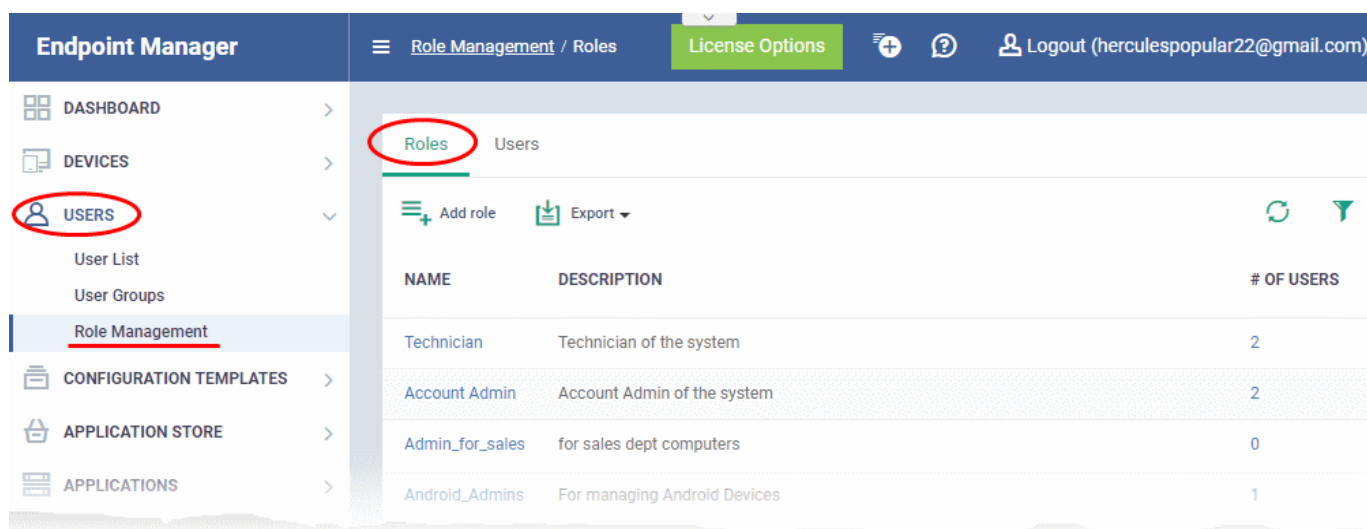 Endpoint Manager
Role Management / Roles
License Options
Logout (herculespopular22@gmail.com)
DASHBOARD
DEVICES
USERS
User List
User Groups
Role Management
CONFIGURATION TEMPLATES
APPLICATION STORE
APPLICATIONS
Roles Users
Add role Export
NAME DESCRIPTION # OF USERS
Technician Technician of the system 2
Account Admin Account Admin of the system 2
Admin_for_sales for sales dept computers 0
Android_Admins For managing Android Devices 1